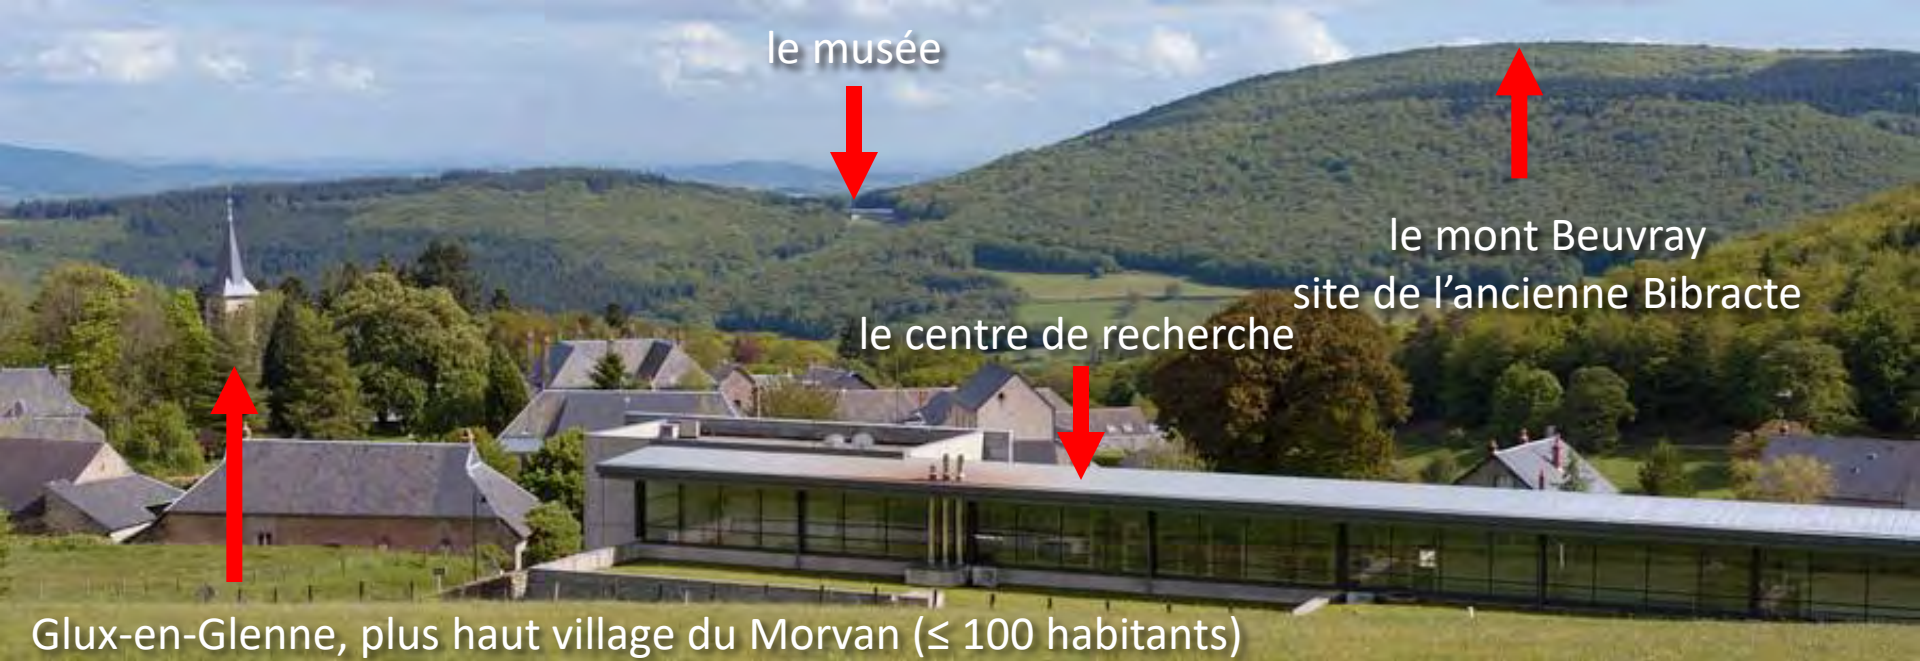 le musée
le mont Beuvray
site de l’ancienne Bibracte
le centre de recherche
Glux-en-Glenne, plus haut village du Morvan (≤ 100 habitants)